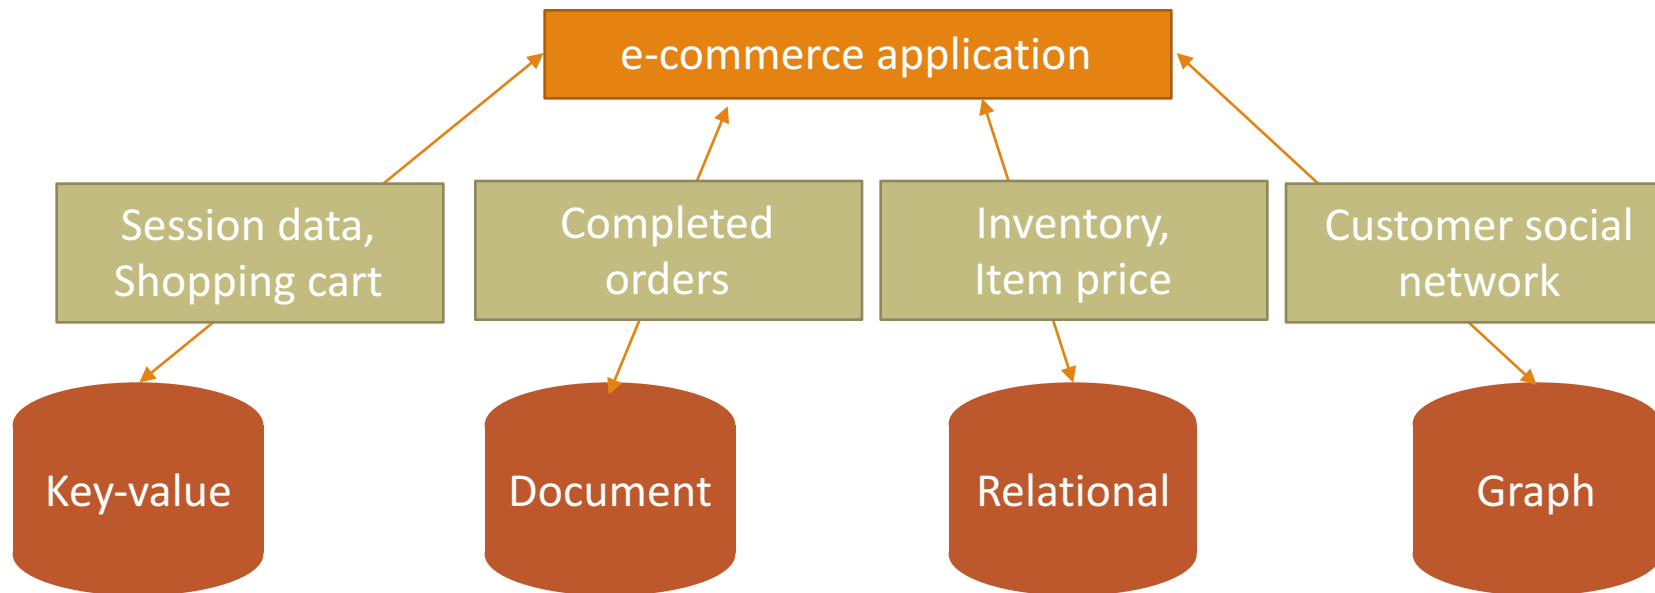 e-commerce application
Session data,
Shopping cart
Completed
orders
Inventory,
Item price
Customer social
network
Key-value
Document
Relational
Graph